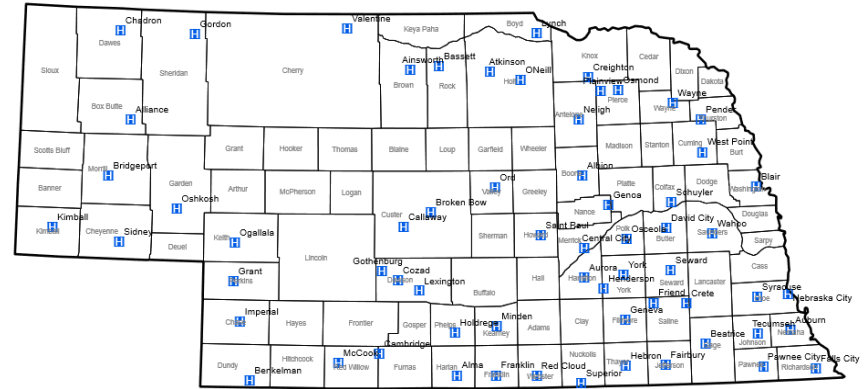 Chadron
Gordon
Valentine
Lynch
Dawes
Keya Paha
Boyd
Sioux
Sheridan
Cherry
Ainsworth
Bassett
Atkinson
ONeill
Brown
Rock
Holt
Knox
Cedar
Dixon
Dakota
Creighton
Plainview
Osmond
Pierce
Wayne
Wayne
Pender
Thurston
Box Butte
Alliance
Neligh
Antelope
Scotts Bluff
Grant
Hooker
Thomas
Blaine
Loup
Garfield
Wheeler
Madison
Stanton
Cuming
West Point
Burt
Morrill
Bridgeport
Banner
Garden
Arthur
McPherson
Logan
Ord
Valley
Greeley
Boone
Albion
Platte
Colfax
Dodge
Blair
Washington
Schuyler
Oshkosh
Broken Bow
Custer
Callaway
Genoa
Nance
Kimball
Kimball
Cheyenne
Sidney
Deuel
Keith
Ogallala
Lincoln
Sherman
Saint Paul
Howard
Merrick
Central City
Polk
Osceola
David City
Butler
Wahoo
Saunders
Douglas
Sarpy
Grant
Perkins
Gothenburg
Cozad
Dawson
Lexington
Buffalo
Hall
Aurora
Hamilton
York
Henderson
York
Seward
Seward
Lancaster
Cass
Syracuse
Otoe
Nebraska City
Imperial
Chase
Hayes
Frontier
Gosper
Phelps
Holdrege
Minden
Kearney
Adams
Clay
Geneva
Fillmore
Friend
Crete
Saline
Beatrice
Gage
Tecumseh
Johnson
Auburn
Nemaha
Dundy
Benkelman
Hitchcock
McCook
Red Willow
Cambridge
Furnas
Harlan
Alma
Franklin
Franklin
Red Cloud
Webster
Nuckolls
Superior
Thayer
Hebron
Fairbury
Jefferson
Pawnee City
Pawnee
Falls City
Richardson